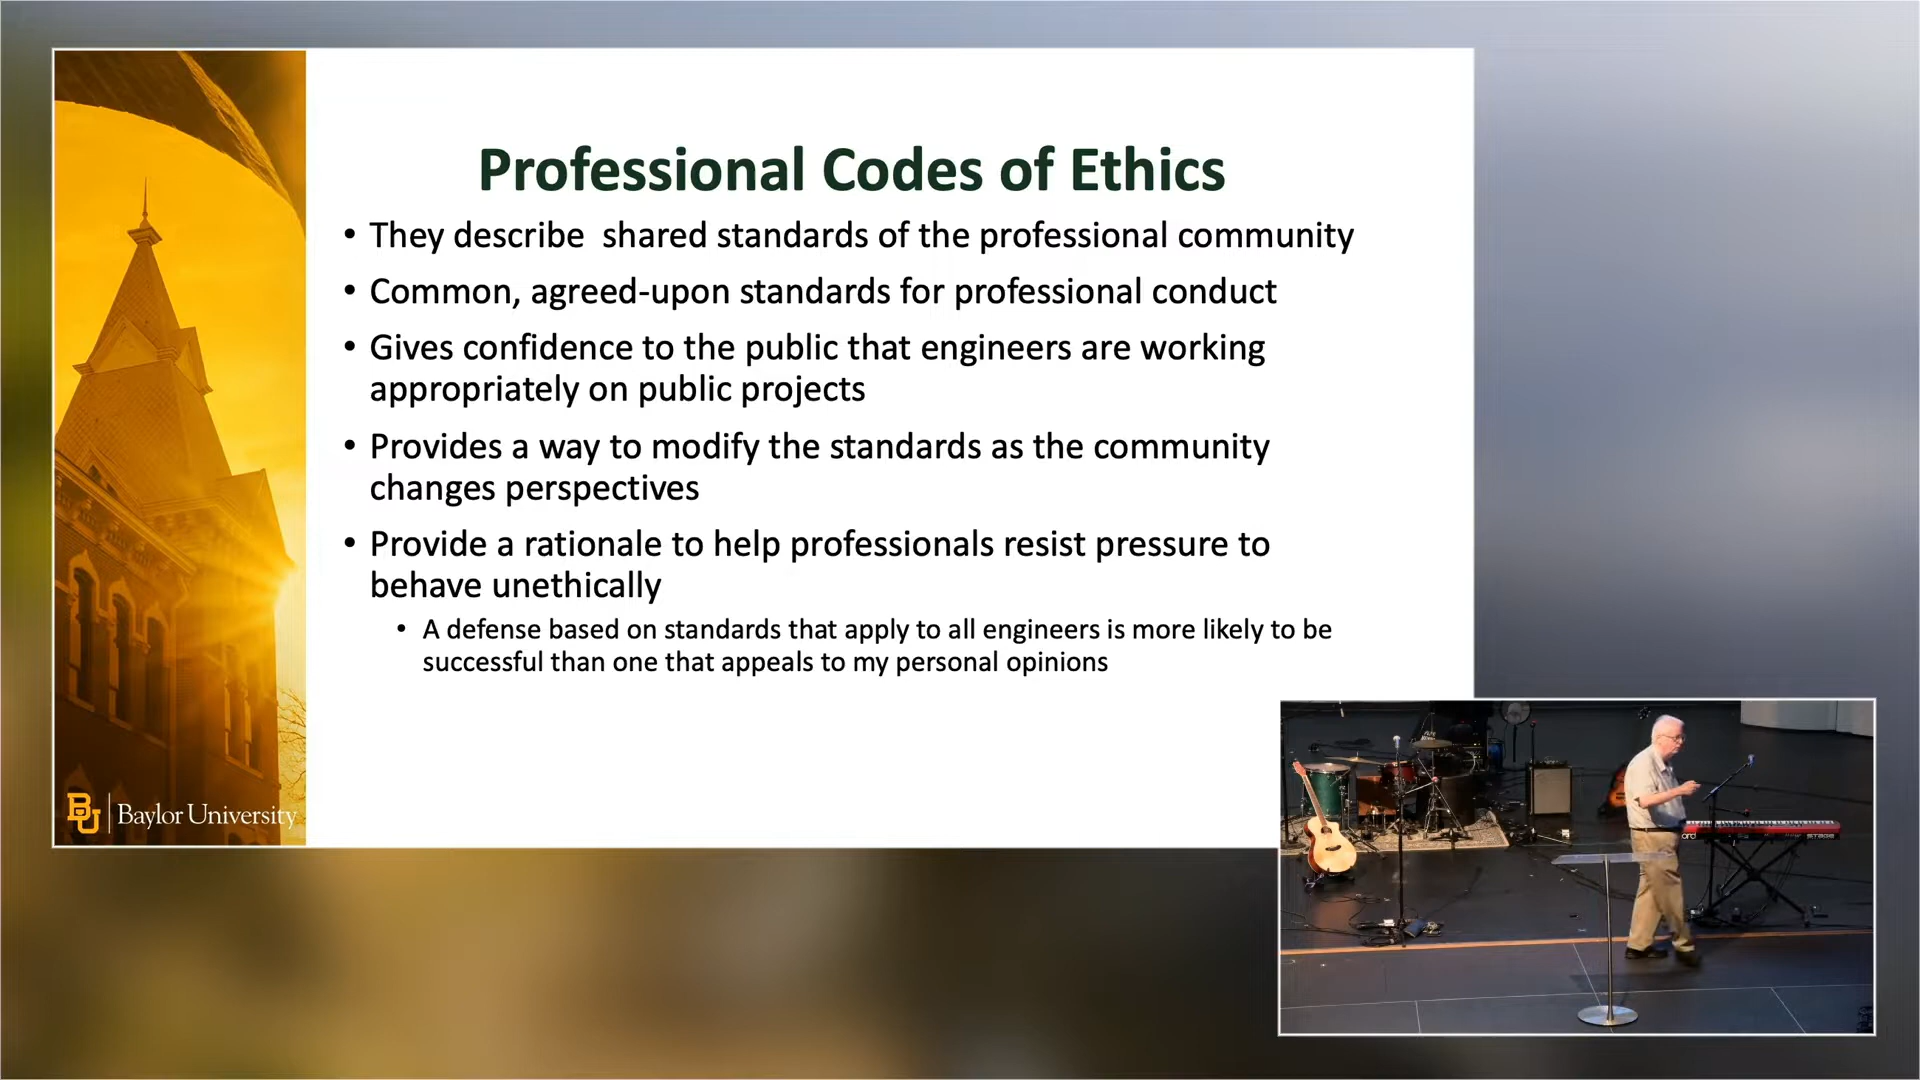 Professional Codes of Ethics
• They describe  shared standards of the professional community
• Common, agreed-upon standards for professional conduct
• Gives confidence to the public that engineers are working
appropriately on public projects
• Provides a way to modify the standards as the community
changes perspectives
• Provide a rationale to help professionals resist pressure to
behave unethically
• A defense based on standards that apply to all engineers is more likely to be
successful than one that appeals to my personal opinions
BU
Baylor University